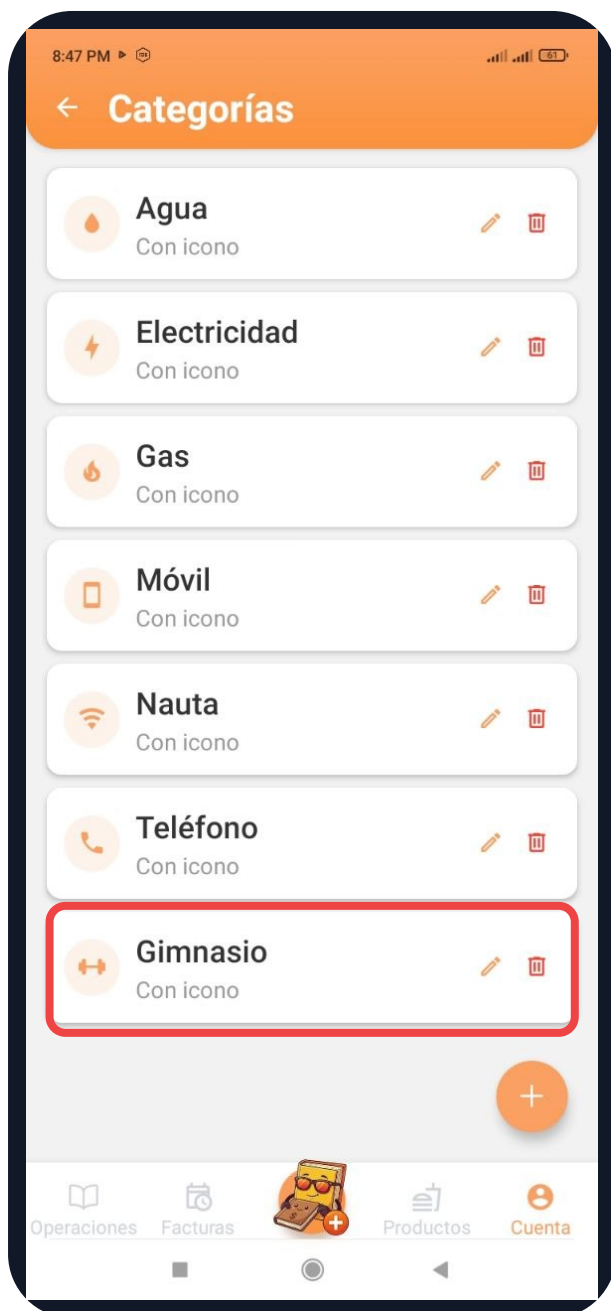 8:47 PM
61
Categorías
Agua
Con icono
Electricidad
Con icono
Gas
Con icono
Móvil
Con icono
Nauta
Con icono
Teléfono
Con icono
Gimnasio
Con icono
Operaciones Facturas Productos Cuenta